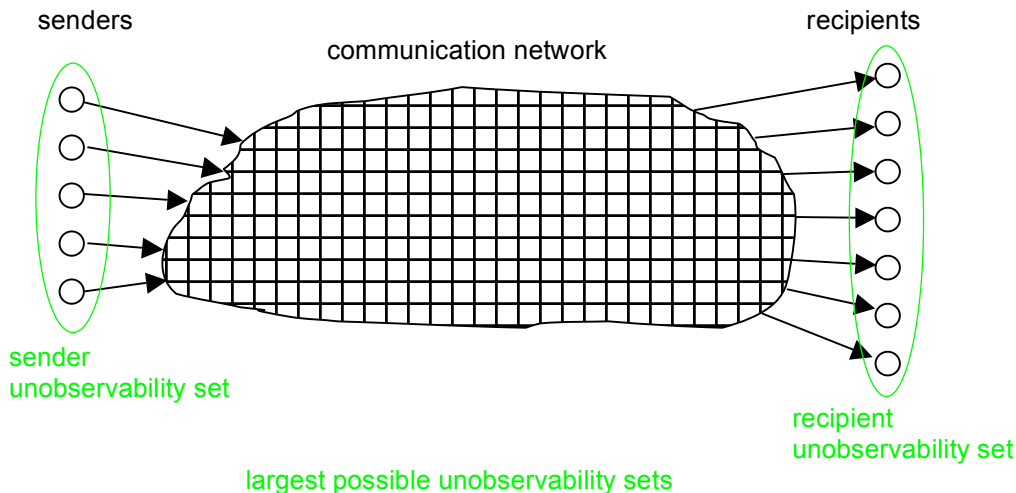 senders
recipients
communication network
sender
unobservability set
recipient
unobservability set
largest possible unobservability sets